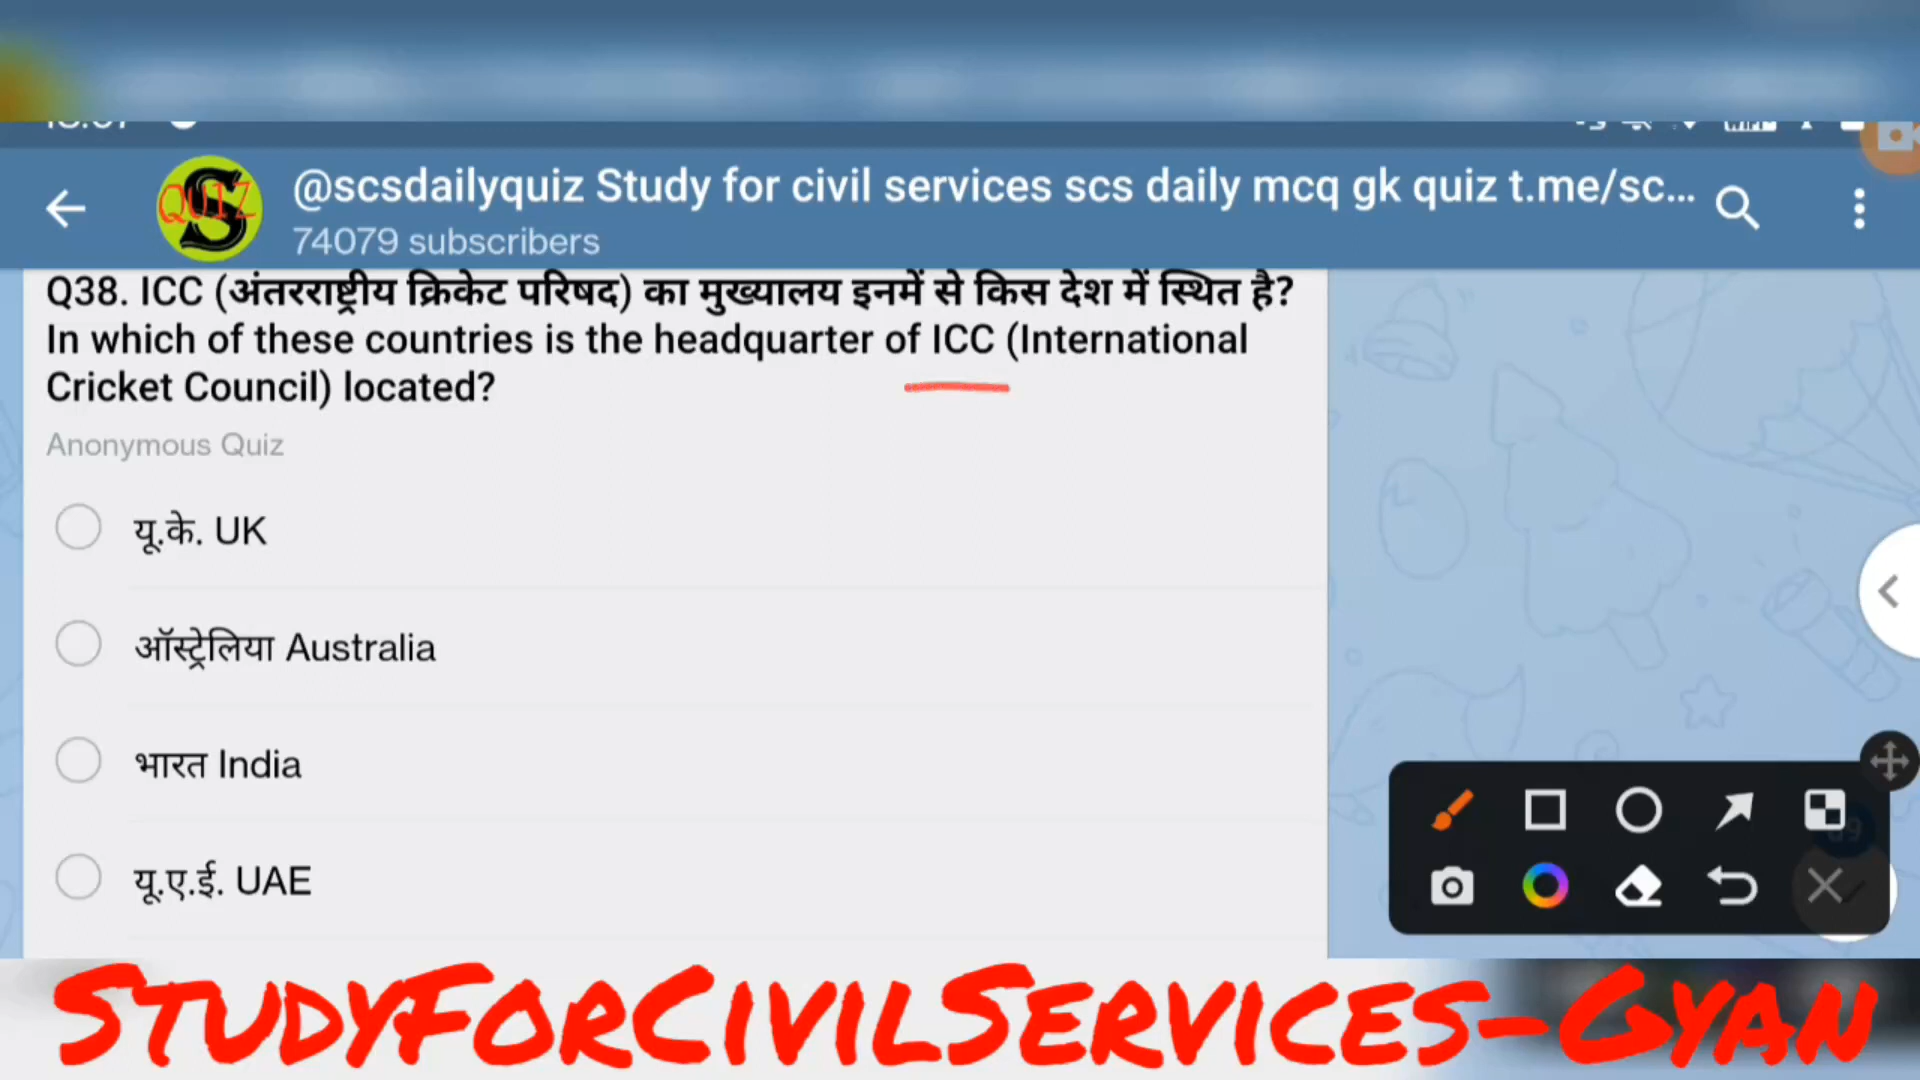 @scsdailyquiz Study for civil services scs daily mcq gk quiz t.me/sc...
QUIZ S
74079 subscribers
Q38. ICC (अंतरराष्ट्रीय क्रिकेट परिषद) का मुख्यालय इनमें से किस देश में स्थित है?
In which of these countries is the headquarter of ICC (International
Cricket Council) located?
Anonymous Quiz
यू.के. UK
ऑस्ट्रेलिया Australia
भारत India
यू.ए.ई. UAE
StudyForCivilServices-Gyan